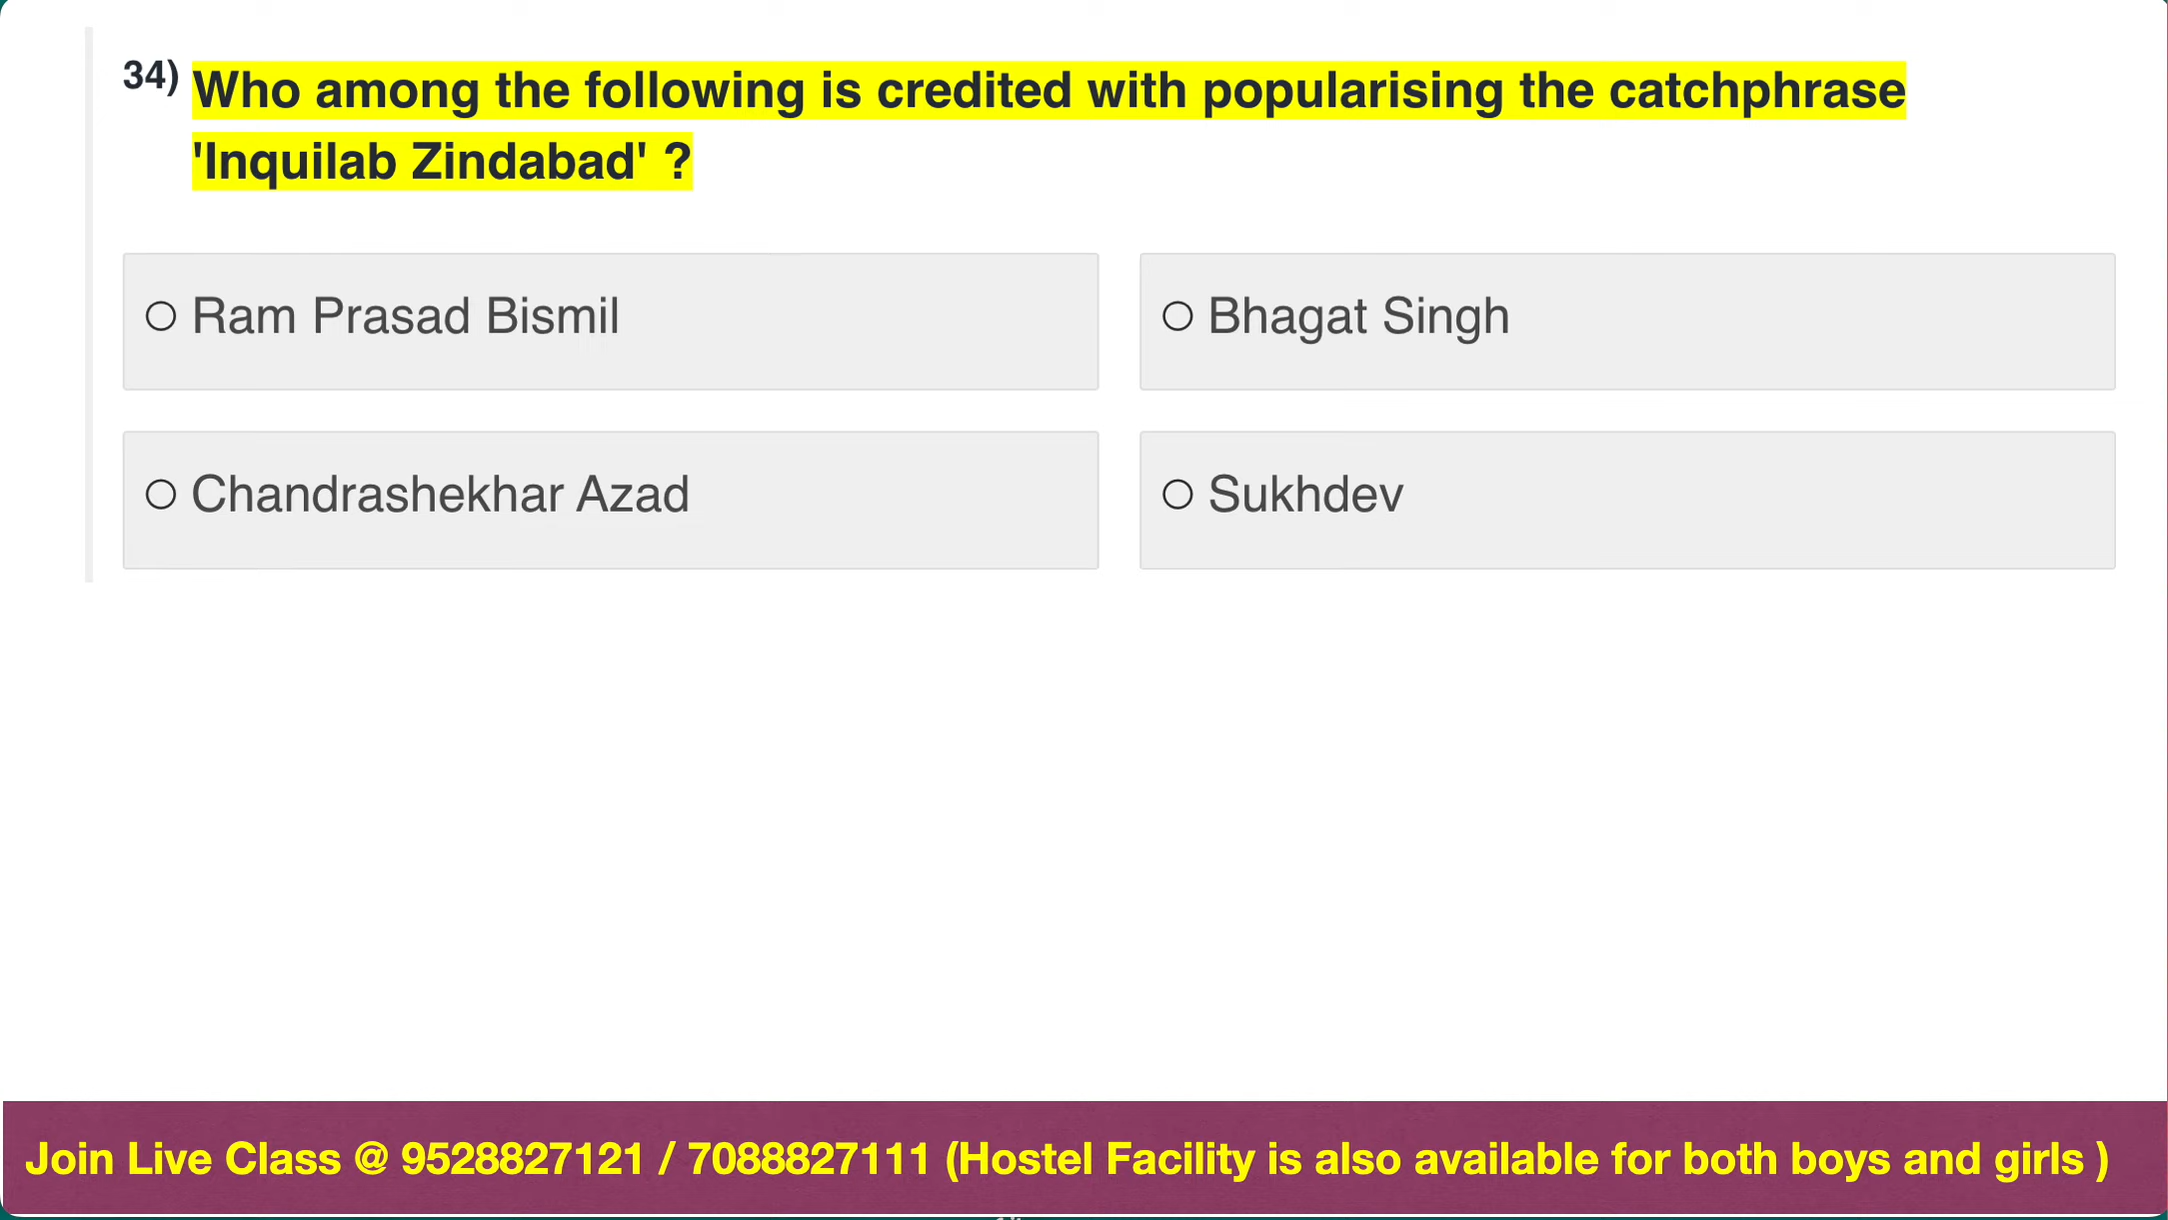 34) Who among the following is credited with popularising the catchphrase
'Inquilab Zindabad' ?
Ram Prasad Bismil
Bhagat Singh
Chandrashekhar Azad
Sukhdev
Join Live Class @ 9528827121 / 7088827111 (Hostel Facility is also available for both boys and girls )